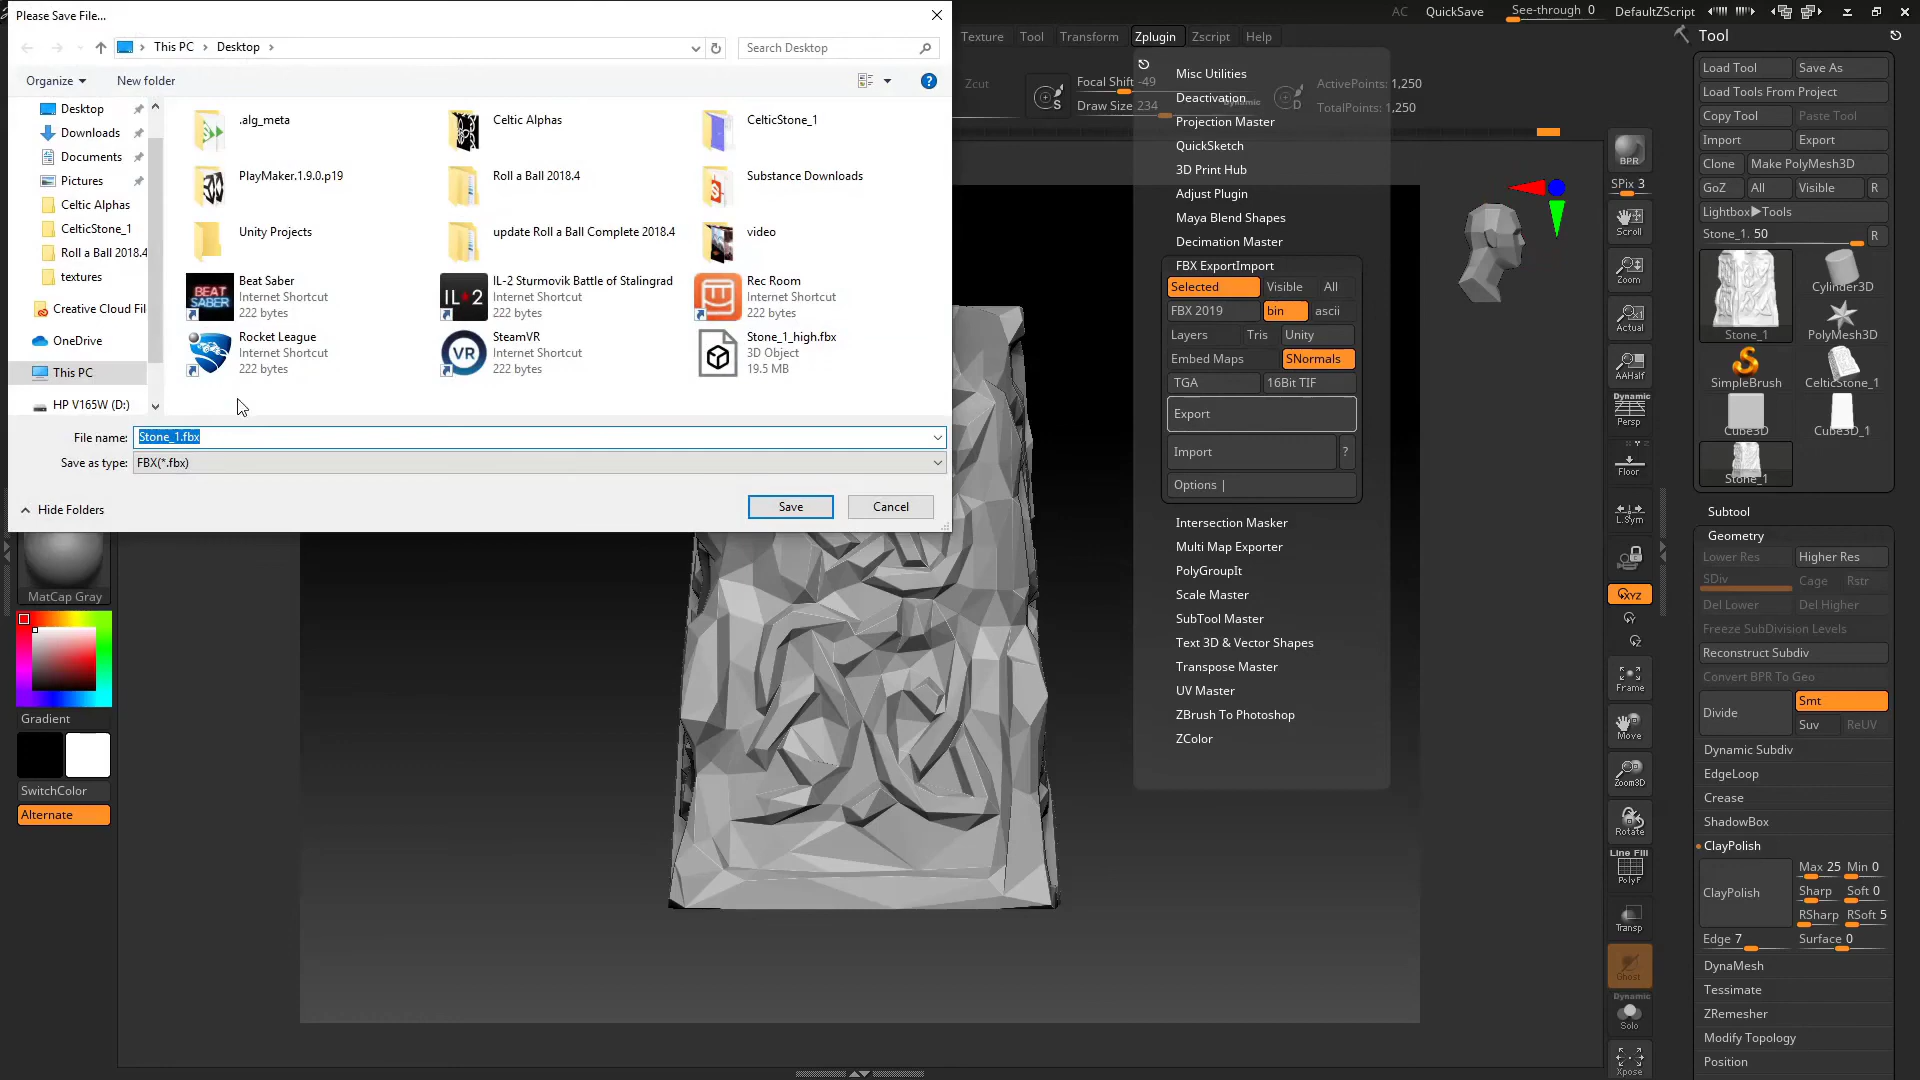 Please Save File...
This PC
Desktop
Search Desktop
Organize
New folder
Desktop
Downloads
Documents
Pictures
Celtic Alphas
CelticStone_1
Roll a Ball 2018.4
textures
Creative Cloud Fil
OneDrive
This PC
HP V165W (D:)
.alg_meta
Celtic Alphas
CelticStone_1
PlayMaker.1.9.0.p19
Roll a Ball 2018.4
Substance Downloads
Unity Projects
update Roll a Ball Complete 2018.4
video
Beat Saber
Internet Shortcut
222 bytes
IL-2 Sturmovik Battle of Stalingrad
Internet Shortcut
222 bytes
Rec Room
Internet Shortcut
222 bytes
Rocket League
Internet Shortcut
222 bytes
SteamVR
Internet Shortcut
222 bytes
Stone_1_high.fbx
3D Object
19.5 MB
BEAT SABER
IL•2
VR
File name: Stone_1.fbx
Save as type: FBX(*.fbx)
Hide Folders
Save
Cancel
MatCap Gray
Gradient
SwitchColor
Alternate
AC
QuickSave
See-through 0
DefaultZScript
Texture
Tool
Transform
Zplugin
Zscript
Help
Zcut
S
Focal Shift -49
Draw Size 234
Dynamic
D
ActivePoints: 1,250
TotalPoints: 1,250
Misc Utilities
Deactivation
Projection Master
QuickSketch
3D Print Hub
Adjust Plugin
Maya Blend Shapes
Decimation Master
FBX ExportImport
Selected
Visible
All
FBX 2019
bin
ascii
Layers
Tris
Unity
Embed Maps
SNormals
TGA
16Bit TIF
Export
Import
?
Options |
Intersection Masker
Multi Map Exporter
PolyGroupIt
Scale Master
SubTool Master
Text 3D & Vector Shapes
Transpose Master
UV Master
ZBrush To Photoshop
ZColor
BPR
SPix 3
Scroll
Zoom
Actual
AAHalf
Dynamic
Persp
Floor
L.Sym
XYZ
Frame
Move
Zoom3D
Rotate
Line Fill
PolyF
Transp
Ghost
Dynamic
Solo
Xpose
Tool
Load Tool
Save As
Load Tools From Project
Copy Tool
Paste Tool
Import
Export
Clone
Make PolyMesh3D
GoZ
All
Visible
R
Lightbox▶Tools
Stone_1. 50
R
Stone_1
Cylinder3D
PolyMesh3D
SimpleBrush
CelticStone_1
Cube3D
Cube3D_1
Stone_1
Subtool
Geometry
Lower Res
Higher Res
SDiv
Cage
Rstr
Del Lower
Del Higher
Freeze SubDivision Levels
Reconstruct Subdiv
Convert BPR To Geo
Divide
Smt
Suv
ReUV
Dynamic Subdiv
EdgeLoop
Crease
ShadowBox
ClayPolish
ClayPolish
Max 25
Min 0
Sharp
Soft 0
RSharp
RSoft 5
Edge 7
Surface 0
DynaMesh
Tessimate
ZRemesher
Modify Topology
Position